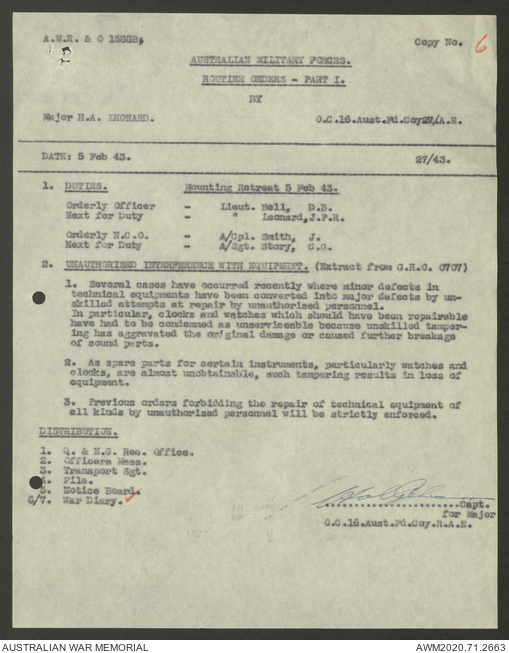 A.W.R. & O 1588B,
Copy No. 6
AUSTRALIAN MILITARY FORCES.
ROUTINE ORDERS - PART I.
BY
Major H.A. LEONARD.
O.C.16.Aust.Fd.Coy R.A.E.
DATE: 5 Feb 43.
27/43.
1. DUTIES. Mounting Retreat 5 Feb 43.
Orderly Officer - Lieut. Bell, D.B.
Next for Duty - " Leonard,J.P.R.
Orderly N.C.O. - A/Cpl. Smith, J.
Next for Duty - A/Sgt. Story, C.G.
2. UNAUTHORISED INTERFERENCE WITH EQUIPMENT. (Extract from G.R.O. 0707)
1. Several cases have occurred recently where minor defects in
technical equipments have been converted into major defects by un-
skilled attempts at repair by unauthorised personnel.
In particular, clocks and watches which should have been repairable
have had to be condemned as unserviceable because unskilled tamper-
ing has aggravated the original damage or caused further breakage
of sound parts.
2. As spare parts for certain instruments, particularly watches and
clocks, are almost unobtainable, such tampering results in loss of
equipment.
3. Previous orders forbidding the repair of technical equipment of
all kinds by unauthorised personnel will be strictly enforced.
DISTRIBUTION.
1. Q. & N.G. Rec. Office.
2. Officers Mess.
3. Transport Sgt.
4. File.
5. Notice Board.
6/7. War Diary.
Capt.
for Major
O.C.16.Aust.Fd.Coy.R.A.E.
AUSTRALIAN WAR MEMORIAL
AWM2020.71.2663